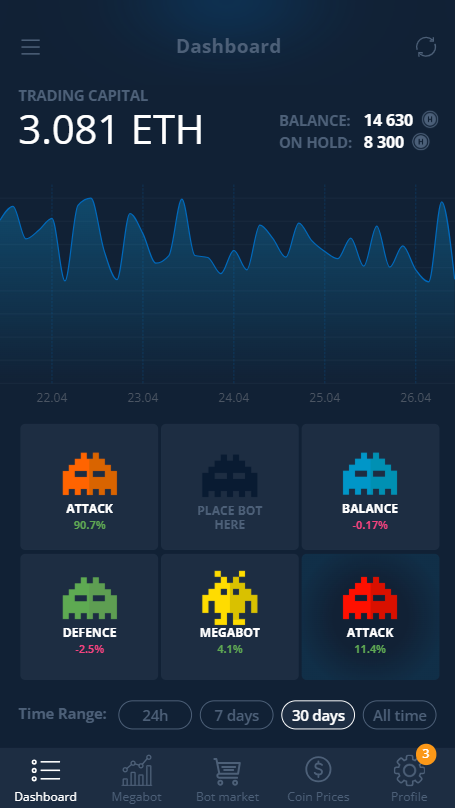 Dashboard
TRADING CAPITAL
3.081 ETH
BALANCE: 14 630 H
ON HOLD: 8 300 H
22.04 23.04 24.04 25.04 26.04
ATTACK
90.7%
PLACE BOT
HERE
BALANCE
-0.17%
DEFENCE
-2.5%
MEGABOT
4.1%
ATTACK
11.4%
Time Range: 24h 7 days 30 days All time
3
$
Dashboard Megabot Bot market Coin Prices Profile